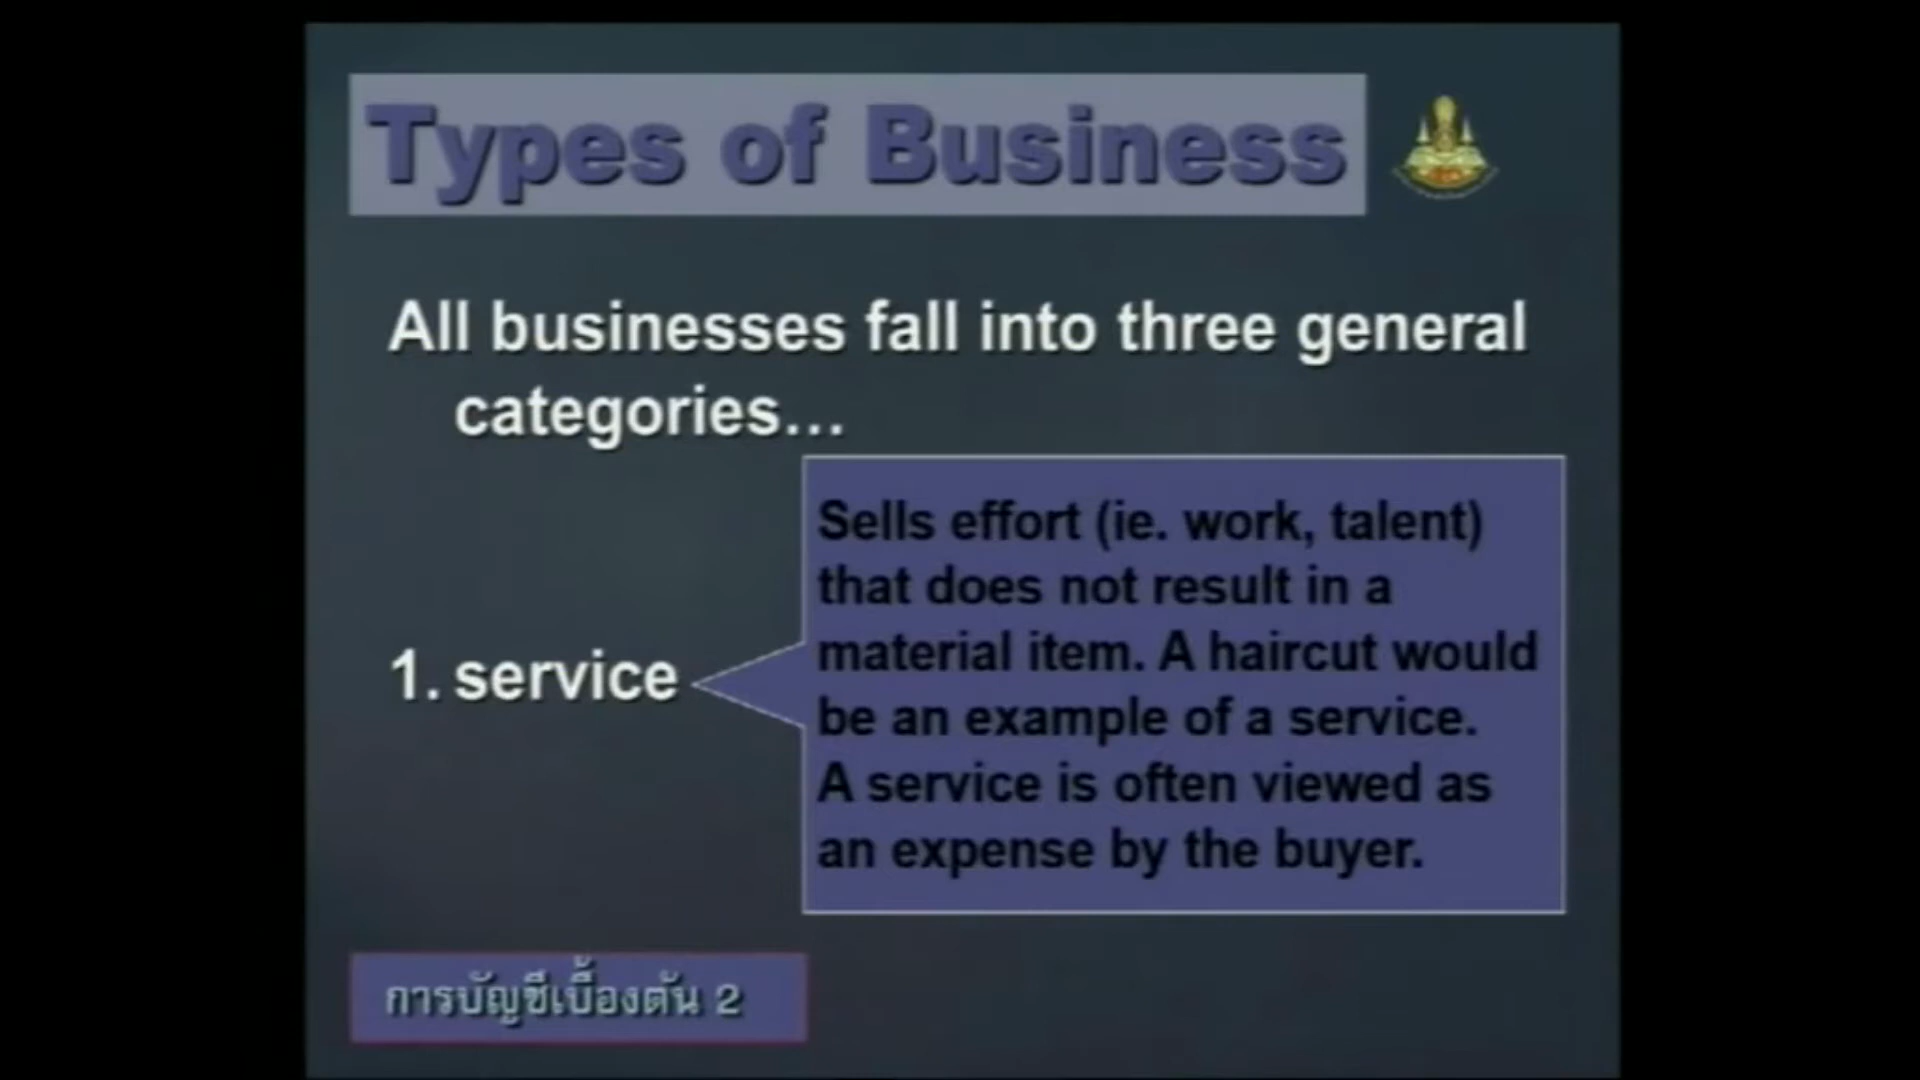 Types of Business
All businesses fall into three general
categories...
Sells effort (ie. work, talent)
that does not result in a
material item. A haircut would
be an example of a service.
A service is often viewed as
an expense by the buyer.
1. service
การบัญชีเบื้องต้น 2